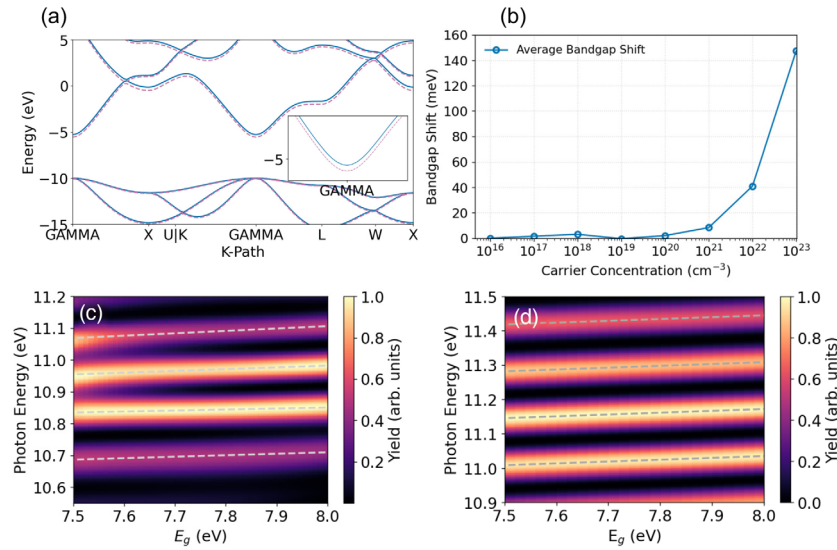 (a)
Energy (eV)
5
0
−5
−10
−15
−5
GAMMA
GAMMA X U|K GAMMA L W X
K-Path
(b)
Bandgap Shift (meV)
160
140
120
100
80
60
40
20
0
Average Bandgap Shift
10^16 10^17 10^18 10^19 10^20 10^21 10^22 10^23
Carrier Concentration (cm^−3)
(c)
Photon Energy (eV)
11.2
11.1
11.0
10.9
10.8
10.7
10.6
7.5 7.6 7.7 7.8 7.9 8.0
E_g (eV)
1.0
0.8
0.6
0.4
0.2
Yield (arb. units)
(d)
Photon Energy (eV)
11.5
11.4
11.3
11.2
11.1
11.0
10.9
7.5 7.6 7.7 7.8 7.9 8.0
E_g (eV)
1.0
0.8
0.6
0.4
0.2
Yield (arb. units)